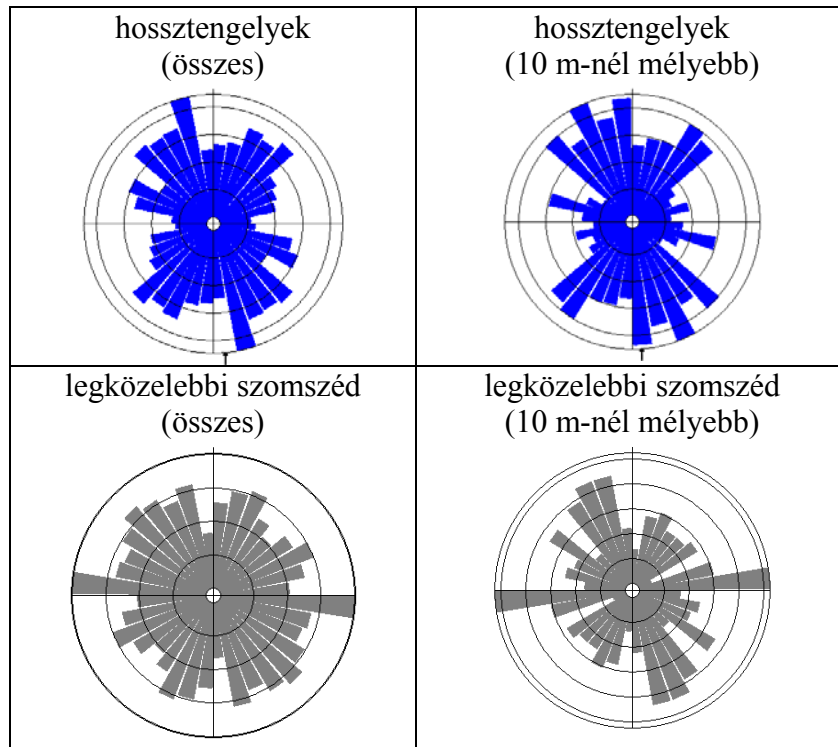 hossztengelyek
(összes)
hossztengelyek
(10 m-nél mélyebb)
legközelebbi szomszéd
(összes)
legközelebbi szomszéd
(10 m-nél mélyebb)